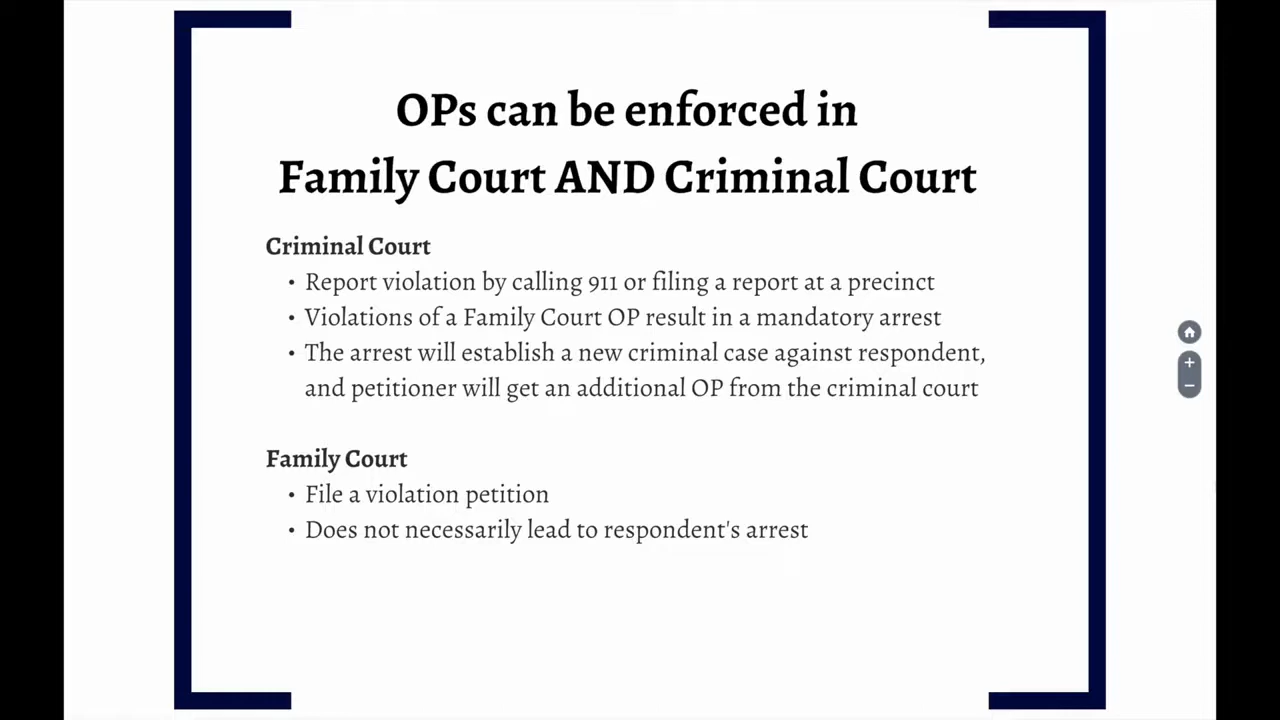 OPs can be enforced in
Family Court AND Criminal Court
Criminal Court
• Report violation by calling 911 or filing a report at a precinct
• Violations of a Family Court OP result in a mandatory arrest
• The arrest will establish a new criminal case against respondent,
and petitioner will get an additional OP from the criminal court
Family Court
• File a violation petition
• Does not necessarily lead to respondent's arrest